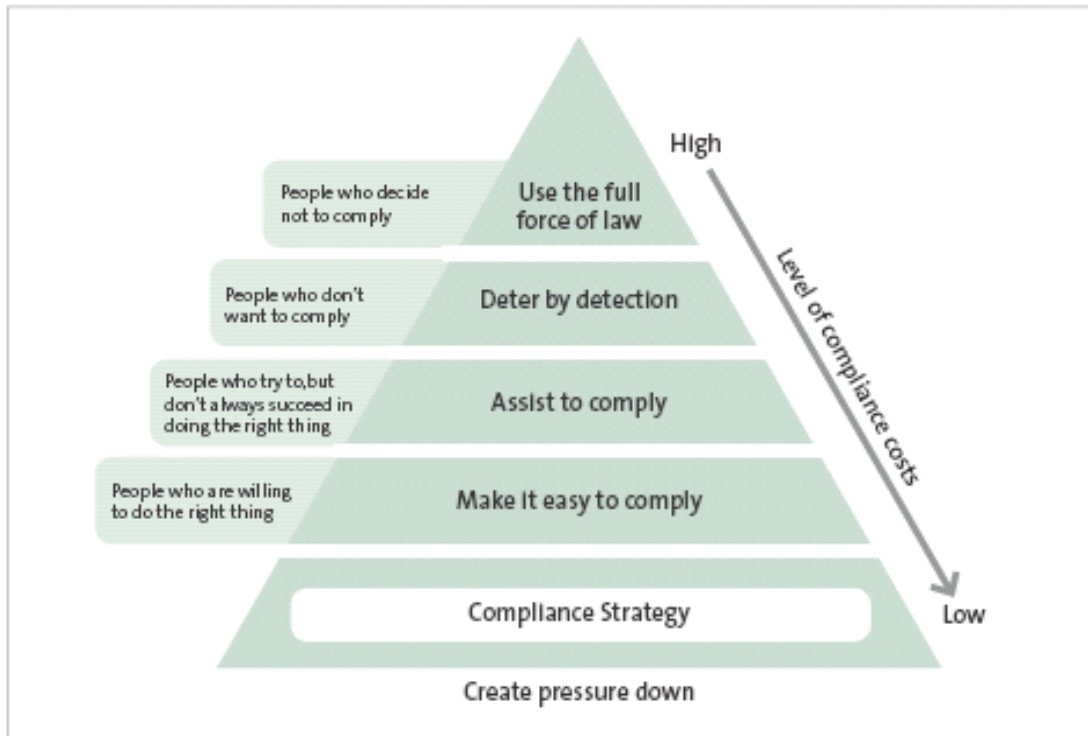 High
People who decide
not to comply
Use the full
force of law
People who don't
want to comply
Deter by detection
Level of compliance costs
People who try to,but
don't always succeed in
doing the right thing
Assist to comply
People who are willing
to do the right thing
Make it easy to comply
Compliance Strategy
Low
Create pressure down